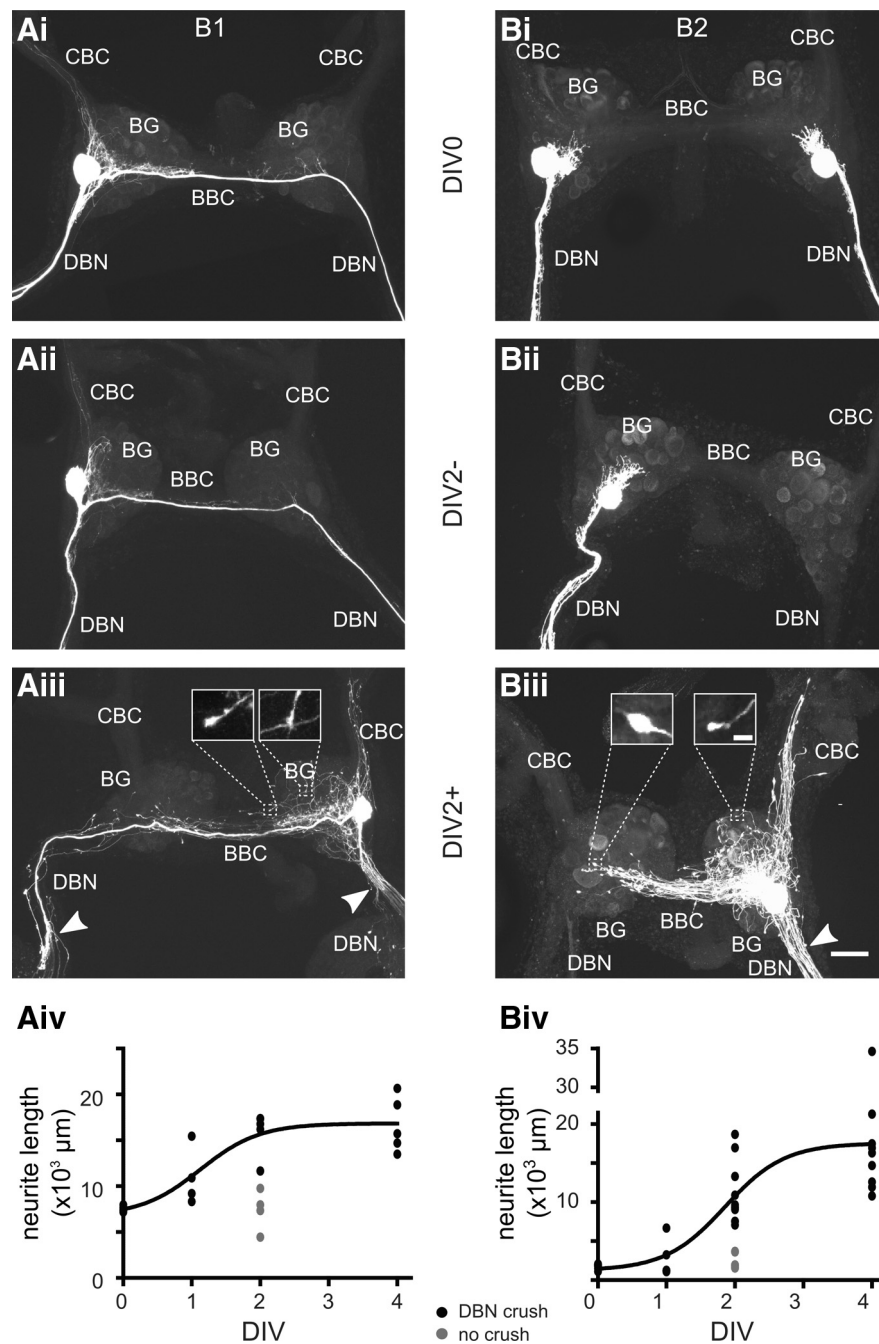 Ai
B1
CBC
CBC
BG
BG
BBC
DBN
DBN
Bi
B2
CBC
CBC
BG
BG
BBC
DBN
DBN
DIV0
Aii
CBC
CBC
BG
BG
BBC
DBN
DBN
Bii
CBC
CBC
BG
BG
BBC
DBN
DBN
DIV2-
Aiii
CBC
CBC
BG
BG
BBC
DBN
DBN
Biii
CBC
CBC
BBC
BG
BG
DBN
DBN
DIV2+
Aiv
neurite length
(x10³ µm)
20
10
0
0 1 2 3 4
DIV
Biv
neurite length
(x10³ µm)
35
30
20
10
0
0 1 2 3 4
DIV
DBN crush
no crush